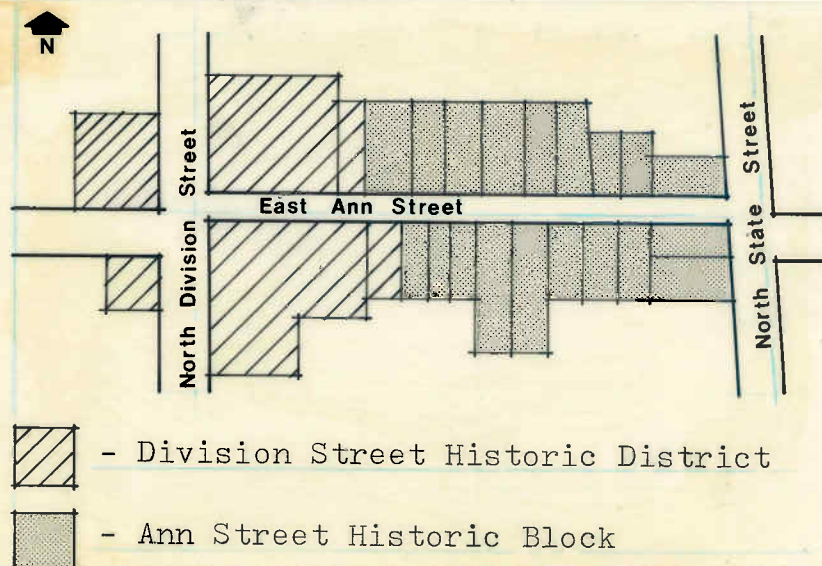 N
North Division Street
East Ann Street
North State Street
- Division Street Historic District
- Ann Street Historic Block